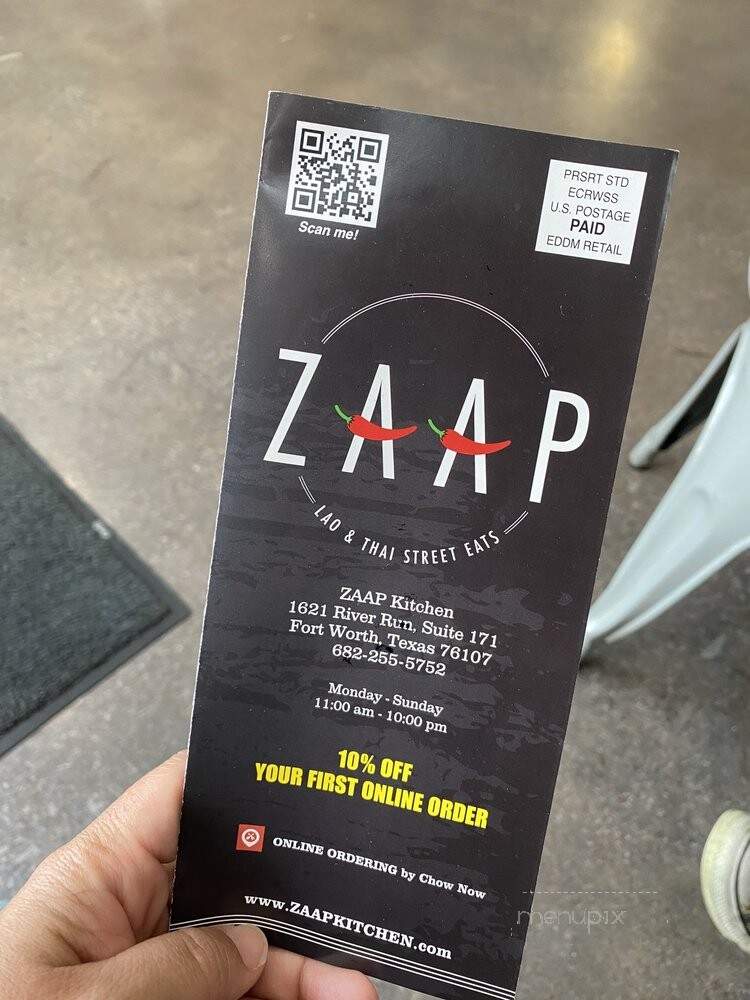 Scan me!
PRSRT STD
ECRWSS
U.S. POSTAGE
PAID
EDDM RETAIL
ZAAP
LAO & THAI STREET EATS
ZAAP Kitchen
1621 River Run, Suite 171
Fort Worth, Texas 76107
682-255-5752
Monday - Sunday
11:00 am - 10:00 pm
10% OFF
YOUR FIRST ONLINE ORDER
ONLINE ORDERING by Chow Now
www.ZAAPKITCHEN.com
menupix